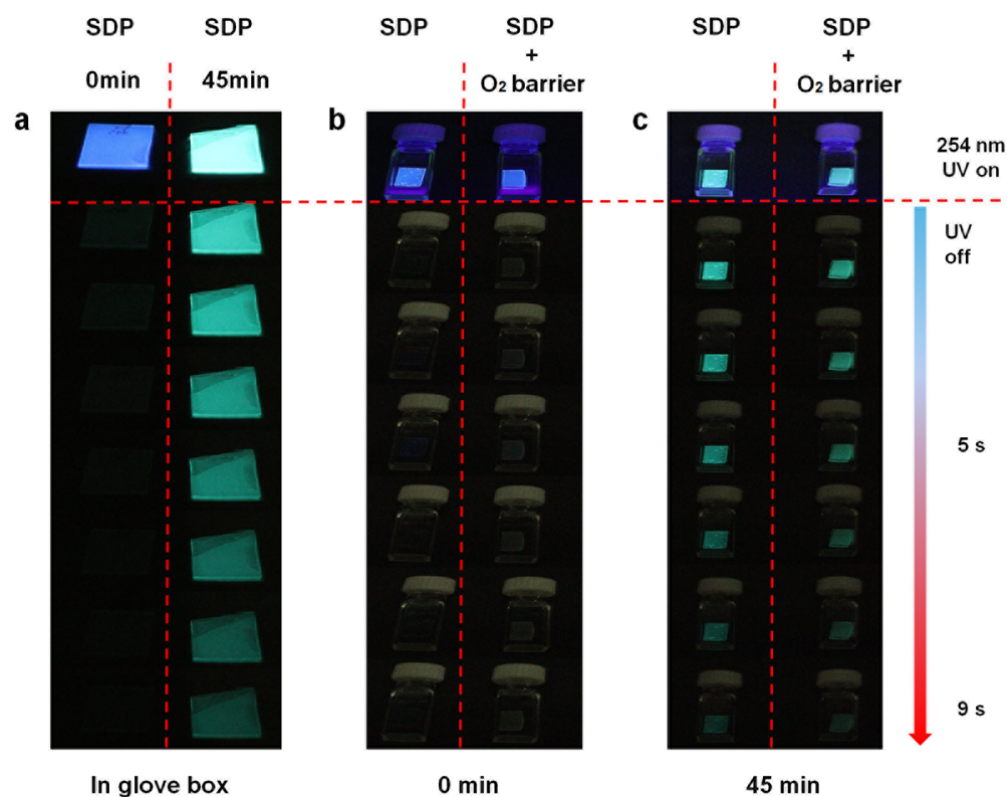 SDP
0min
SDP
45min
SDP
SDP
+
O₂ barrier
SDP
SDP
+
O₂ barrier
a
b
c
254 nm
UV on
UV
off
5 s
9 s
In glove box
0 min
45 min